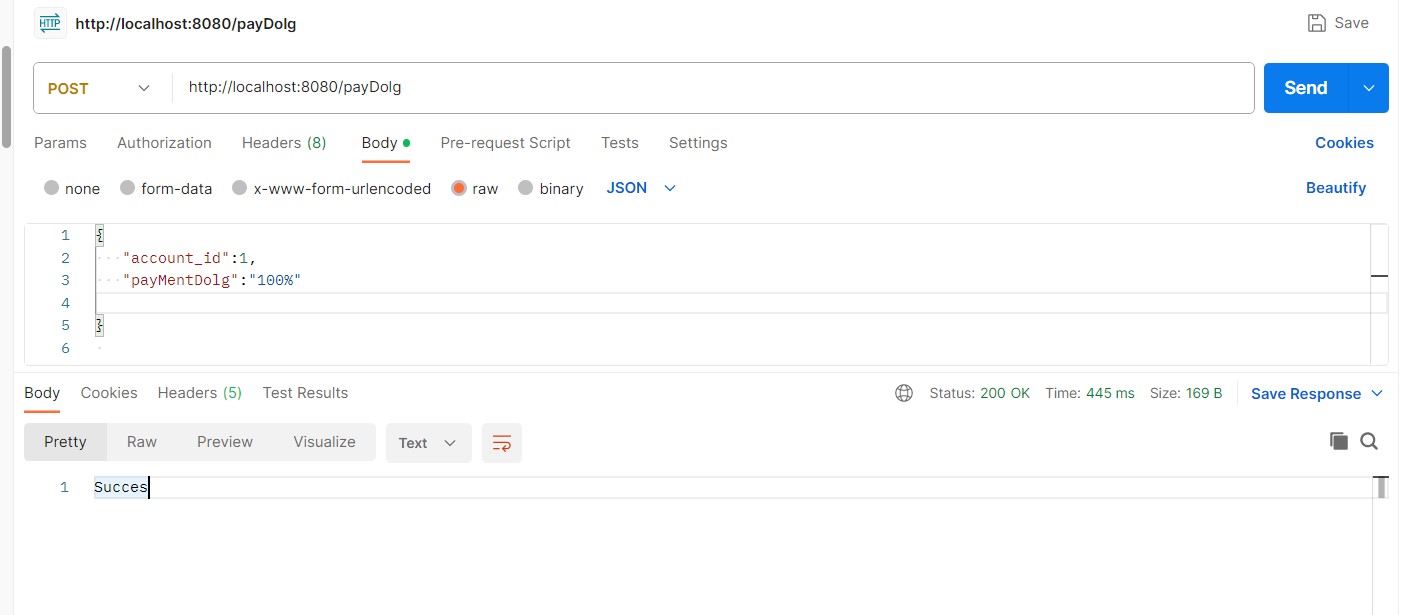 HTTP http://localhost:8080/payDolg Save
POST http://localhost:8080/payDolg Send
Params Authorization Headers (8) Body Pre-request Script Tests Settings Cookies
none form-data x-www-form-urlencoded raw binary JSON Beautify
1 {
2 ···"account_id":1,
3 ···"payMentDolg":"100%"
4
5 }
6 ·
Body Cookies Headers (5) Test Results Status: 200 OK Time: 445 ms Size: 169 B Save Response
Pretty Raw Preview Visualize Text
1 Succes